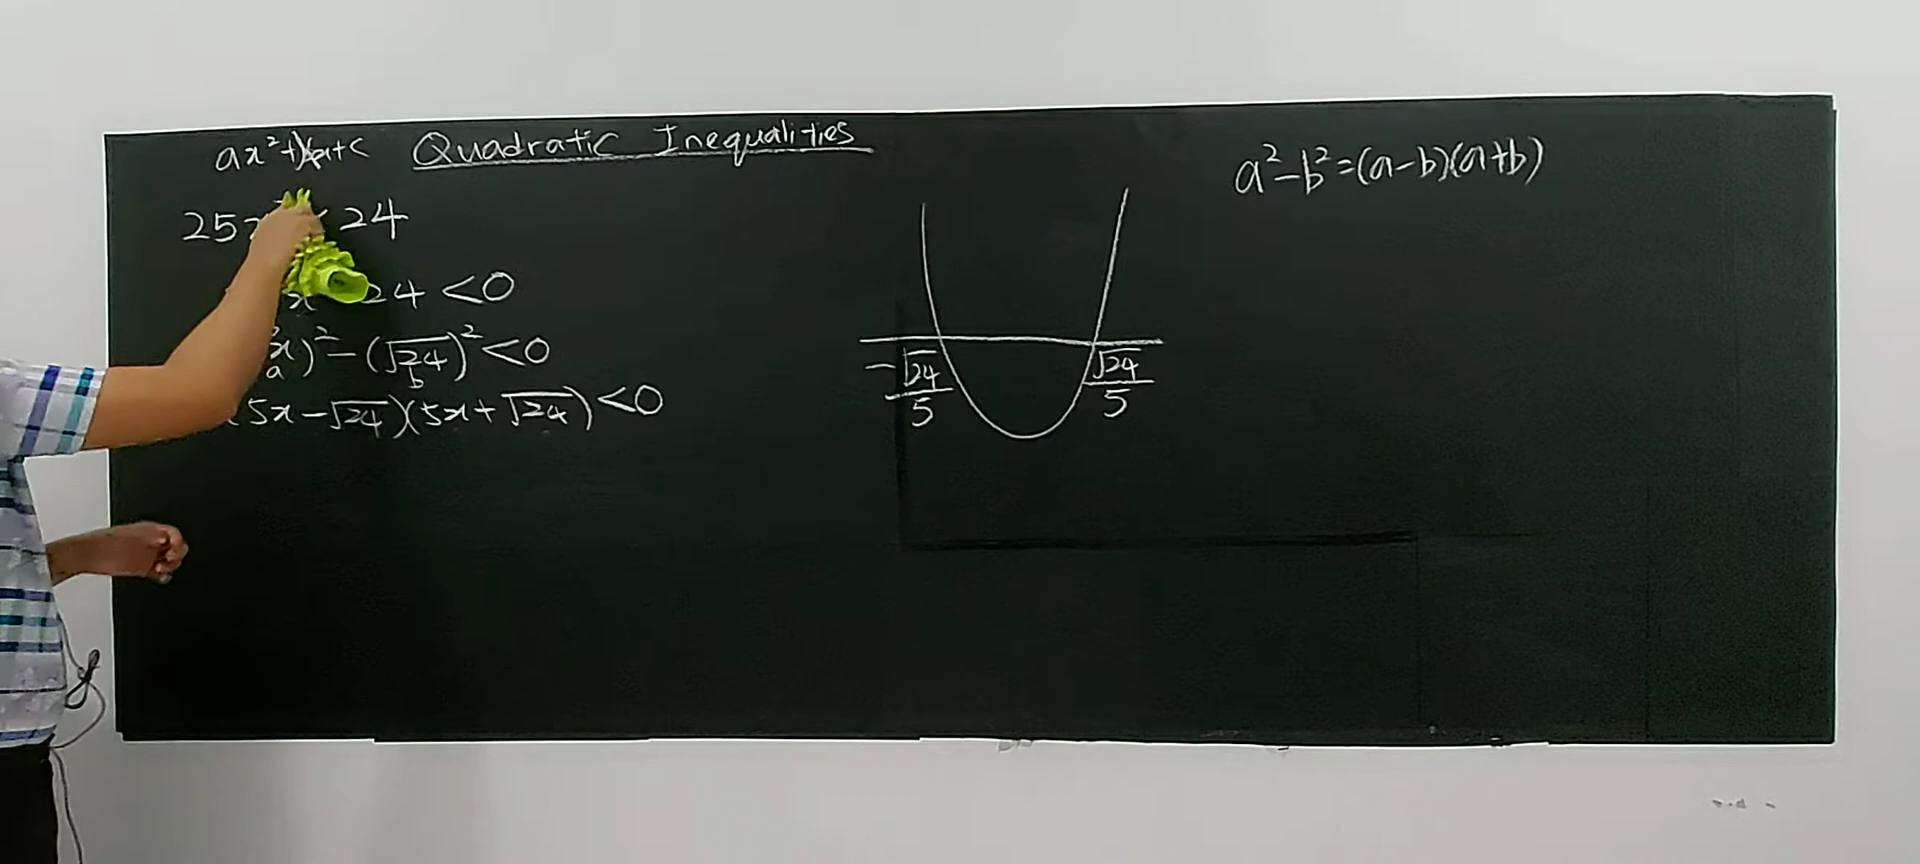 ax²+bx+c Quadratic Inequalities
25x 24
x 24 <0
x)² - (√24)² <0
a b
5x - √24)(5x + √24) <0
-√24/5 √24/5
a² - b² = (a-b)(a+b)